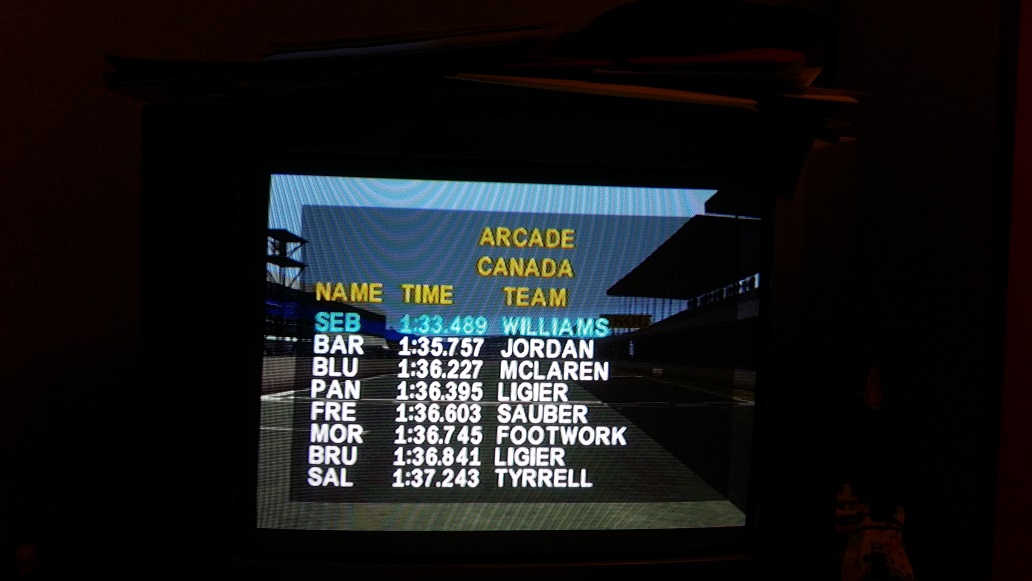 ARCADE
CANADA
NAME TIME TEAM
SEB 1:33.489 WILLIAMS
BAR 1:35.757 JORDAN
BLU 1:36.227 MCLAREN
PAN 1:36.395 LIGIER
FRE 1:36.603 SAUBER
MOR 1:36.745 FOOTWORK
BRU 1:36.841 LIGIER
SAL 1:37.243 TYRRELL